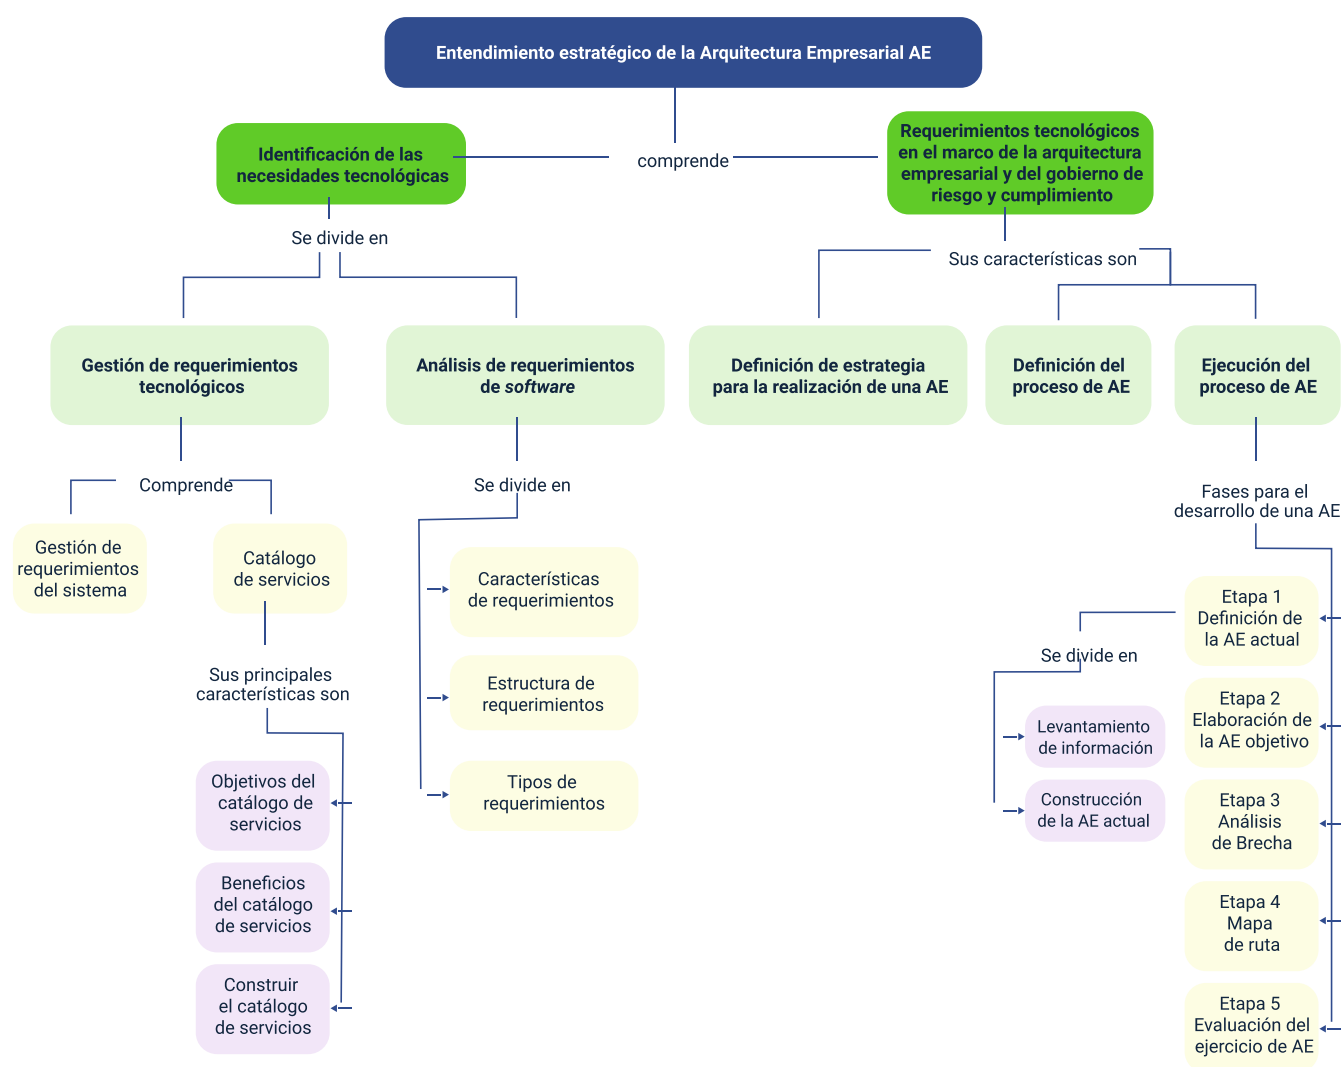 Entendimiento estratégico de la Arquitectura Empresarial AE
Identificación de las
necesidades tecnológicas
comprende
Requerimientos tecnológicos
en el marco de la arquitectura
empresarial y del gobierno de
riesgo y cumplimiento
Se divide en
Sus características son
Gestión de requerimientos
tecnológicos
Análisis de requerimientos
de software
Definición de estrategia
para la realización de una AE
Definición del
proceso de AE
Ejecución del
proceso de AE
Comprende
Se divide en
Fases para el
desarrollo de una AE
Gestión de
requerimientos
del sistema
Catálogo
de servicios
Sus principales
características son
Objetivos del
catálogo de
servicios
Beneficios
del catálogo
de servicios
Construir
el catálogo
de servicios
Características
de requerimientos
Estructura de
requerimientos
Tipos de
requerimientos
Etapa 1
Definición de
la AE actual
Se divide en
Levantamiento
de información
Construcción
de la AE actual
Etapa 2
Elaboración de
la AE objetivo
Etapa 3
Análisis
de Brecha
Etapa 4
Mapa
de ruta
Etapa 5
Evaluación del
ejercicio de AE